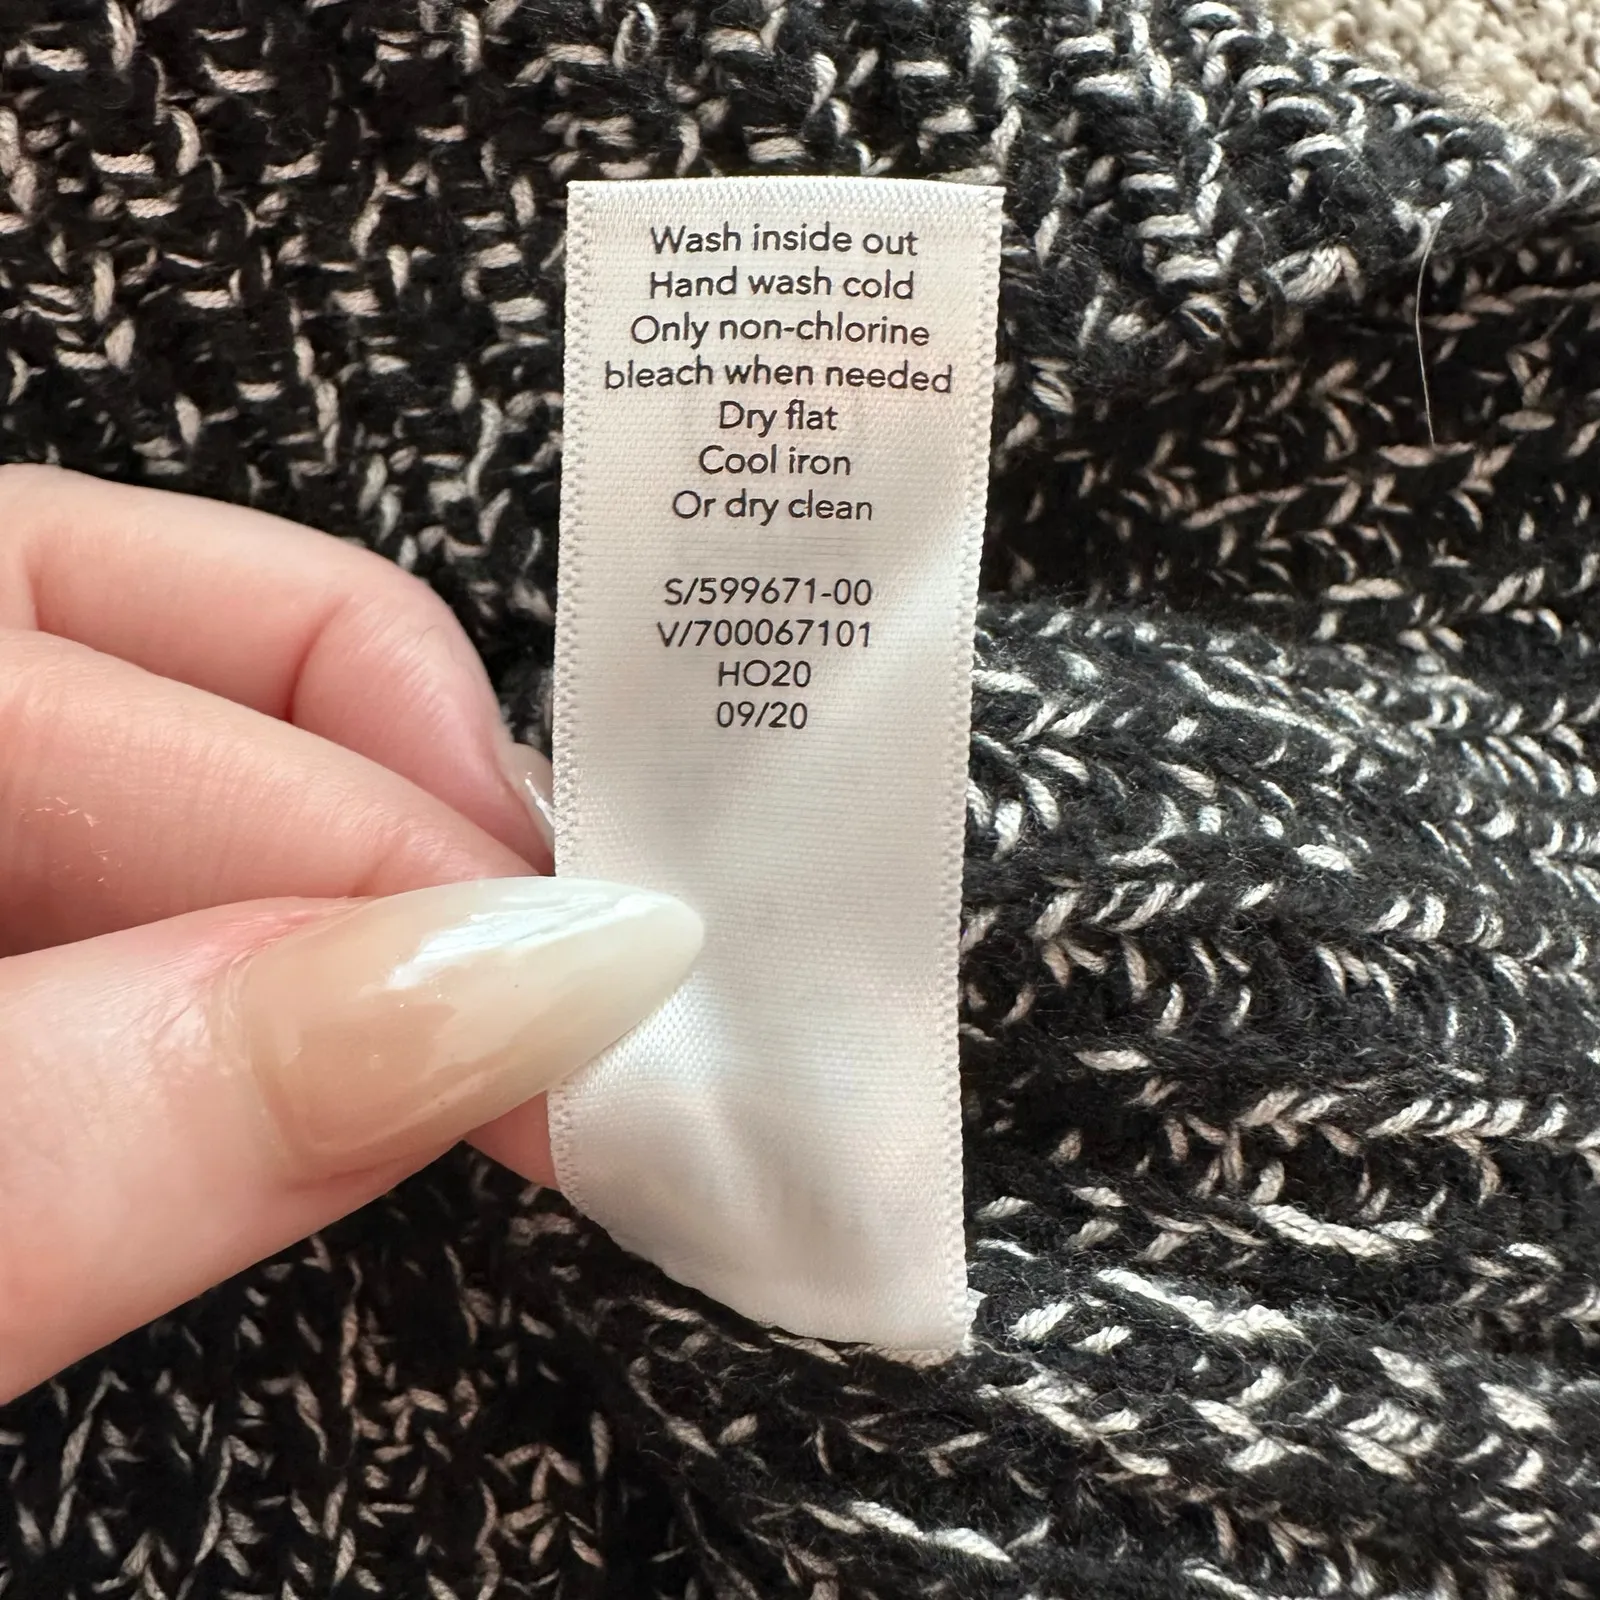 Wash inside out
Hand wash cold
Only non-chlorine
bleach when needed
Dry flat
Cool iron
Or dry clean
S/599671-00
V/700067101
HO20
09/20